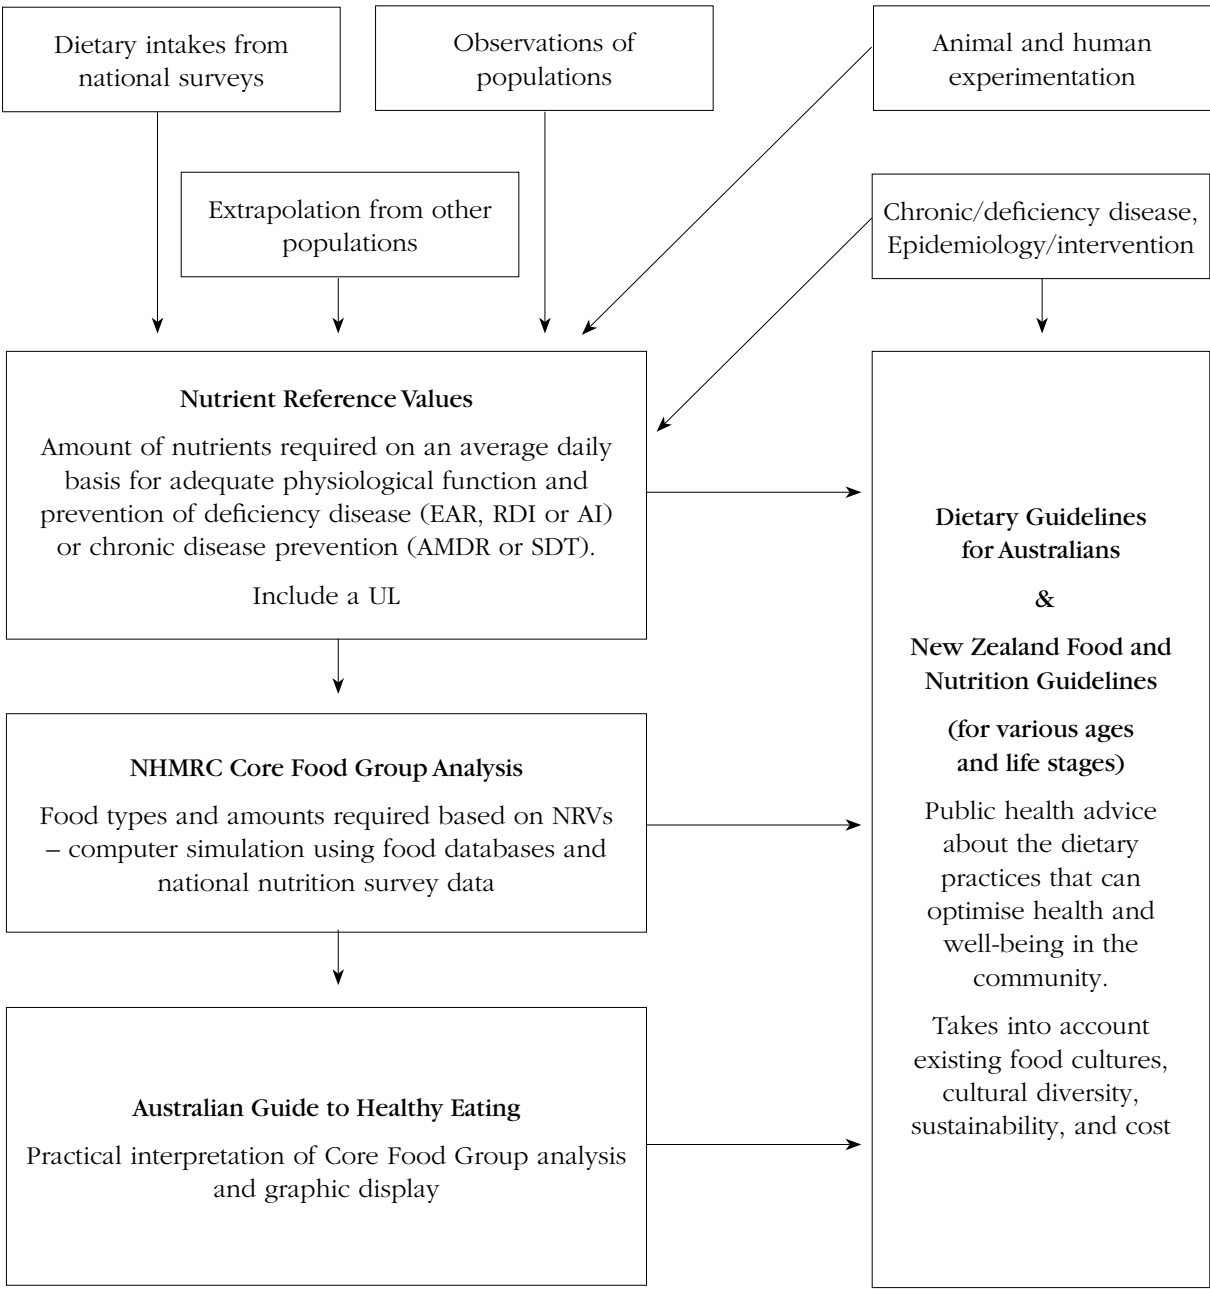 Dietary intakes from
national surveys
Observations of
populations
Animal and human
experimentation
Extrapolation from other
populations
Chronic/deficiency disease,
Epidemiology/intervention
Nutrient Reference Values
Amount of nutrients required on an average daily
basis for adequate physiological function and
prevention of deficiency disease (EAR, RDI or AI)
or chronic disease prevention (AMDR or SDT).
Include a UL
NHMRC Core Food Group Analysis
Food types and amounts required based on NRVs
– computer simulation using food databases and
national nutrition survey data
Australian Guide to Healthy Eating
Practical interpretation of Core Food Group analysis
and graphic display
Dietary Guidelines
for Australians
&
New Zealand Food and
Nutrition Guidelines
(for various ages
and life stages)
Public health advice
about the dietary
practices that can
optimise health and
well-being in the
community.
Takes into account
existing food cultures,
cultural diversity,
sustainability, and cost